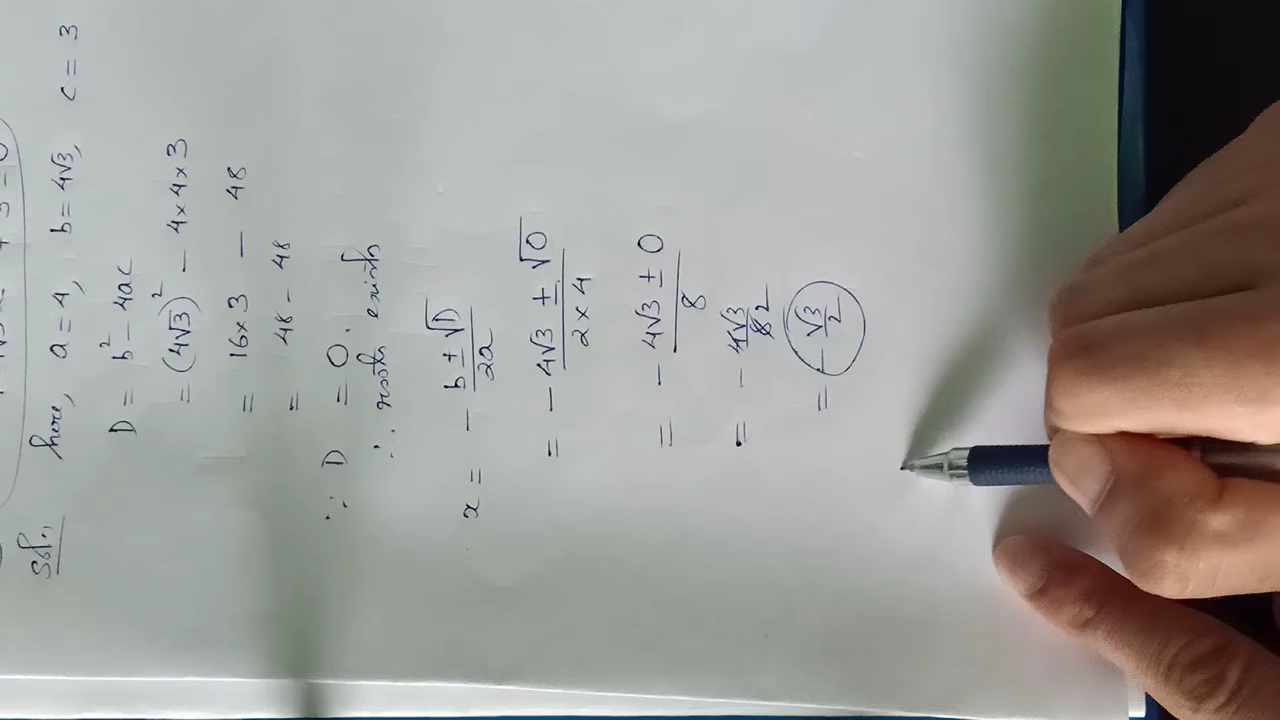 + 3 = 0
Sol.,
here, a = 4, b = 4√3, c = 3
D = b² - 4ac
= (4√3)² - 4 x 4 x 3
= 16 x 3 - 48
= 48 - 48
∵ D = 0.
∴ roots exists
x = - b ± √D / 2a
= - 4√3 ± √0 / 2 x 4
= - 4√3 ± 0 / 8
= - 4√3 / 8 2
= - √3 / 2